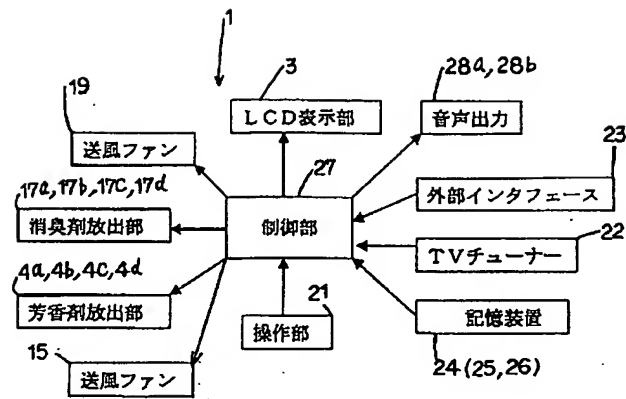 1
3
28a, 28b
19
LCD表示部
音声出力
23
送風ファン
27
17a, 17b, 17c, 17d
外部インタフェース
消臭剤放出部
制御部
22
4a, 4b, 4c, 4d
TVチューナー
芳香剤放出部
21
記憶装置
15
操作部
送風ファン
24 (25, 26)